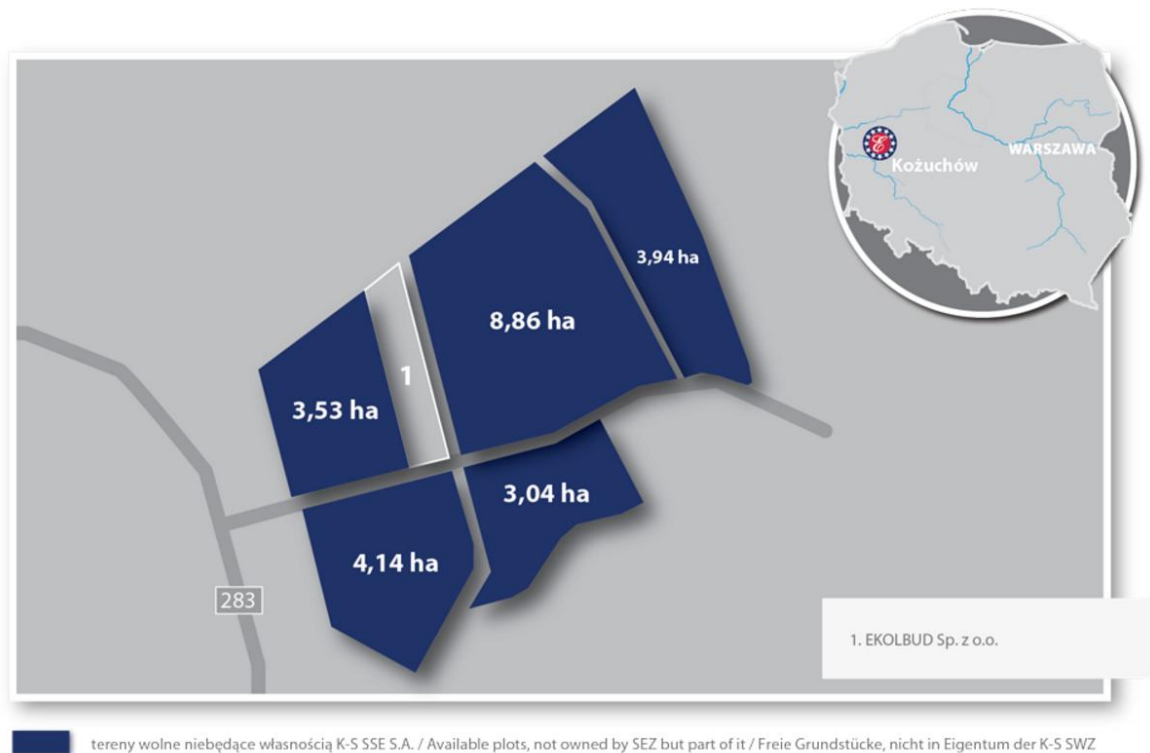 WARSZAWA
Kożuchów
3,94 ha
8,86 ha
1
3,53 ha
3,04 ha
4,14 ha
283
1. EKOLBUD Sp. z o.o.
tereny wolne niebędące własnością K-S SSE S.A. / Available plots, not owned by SEZ but part of it / Freie Grundstücke, nicht in Eigentum der K-S SWZ